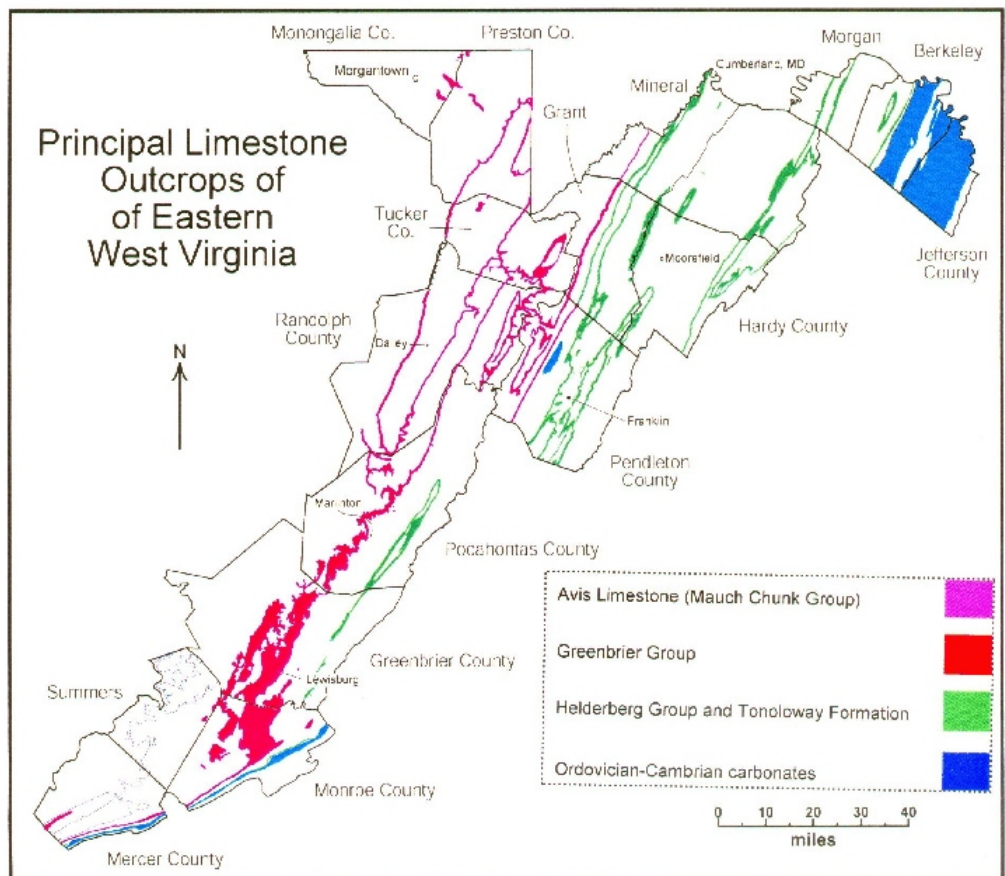 Monongalia Co.
Preston Co.
Morgan
Berkeley
Morgantown
Cumberland, MD
Mineral
Grant
Principal Limestone
Outcrops of
of Eastern
West Virginia
Tucker
Co.
Moorefield
Jefferson
County
Randolph
County
Dailey
Hardy County
N
Franklin
Pendleton
County
Marlinton
Pocahontas County
Avis Limestone (Mauch Chunk Group)
Greenbrier Group
Greenbrier County
Lewisburg
Summers
Helderberg Group and Tonoloway Formation
Ordovician-Cambrian carbonates
Monroe County
0 10 20 30 40
miles
Mercer County